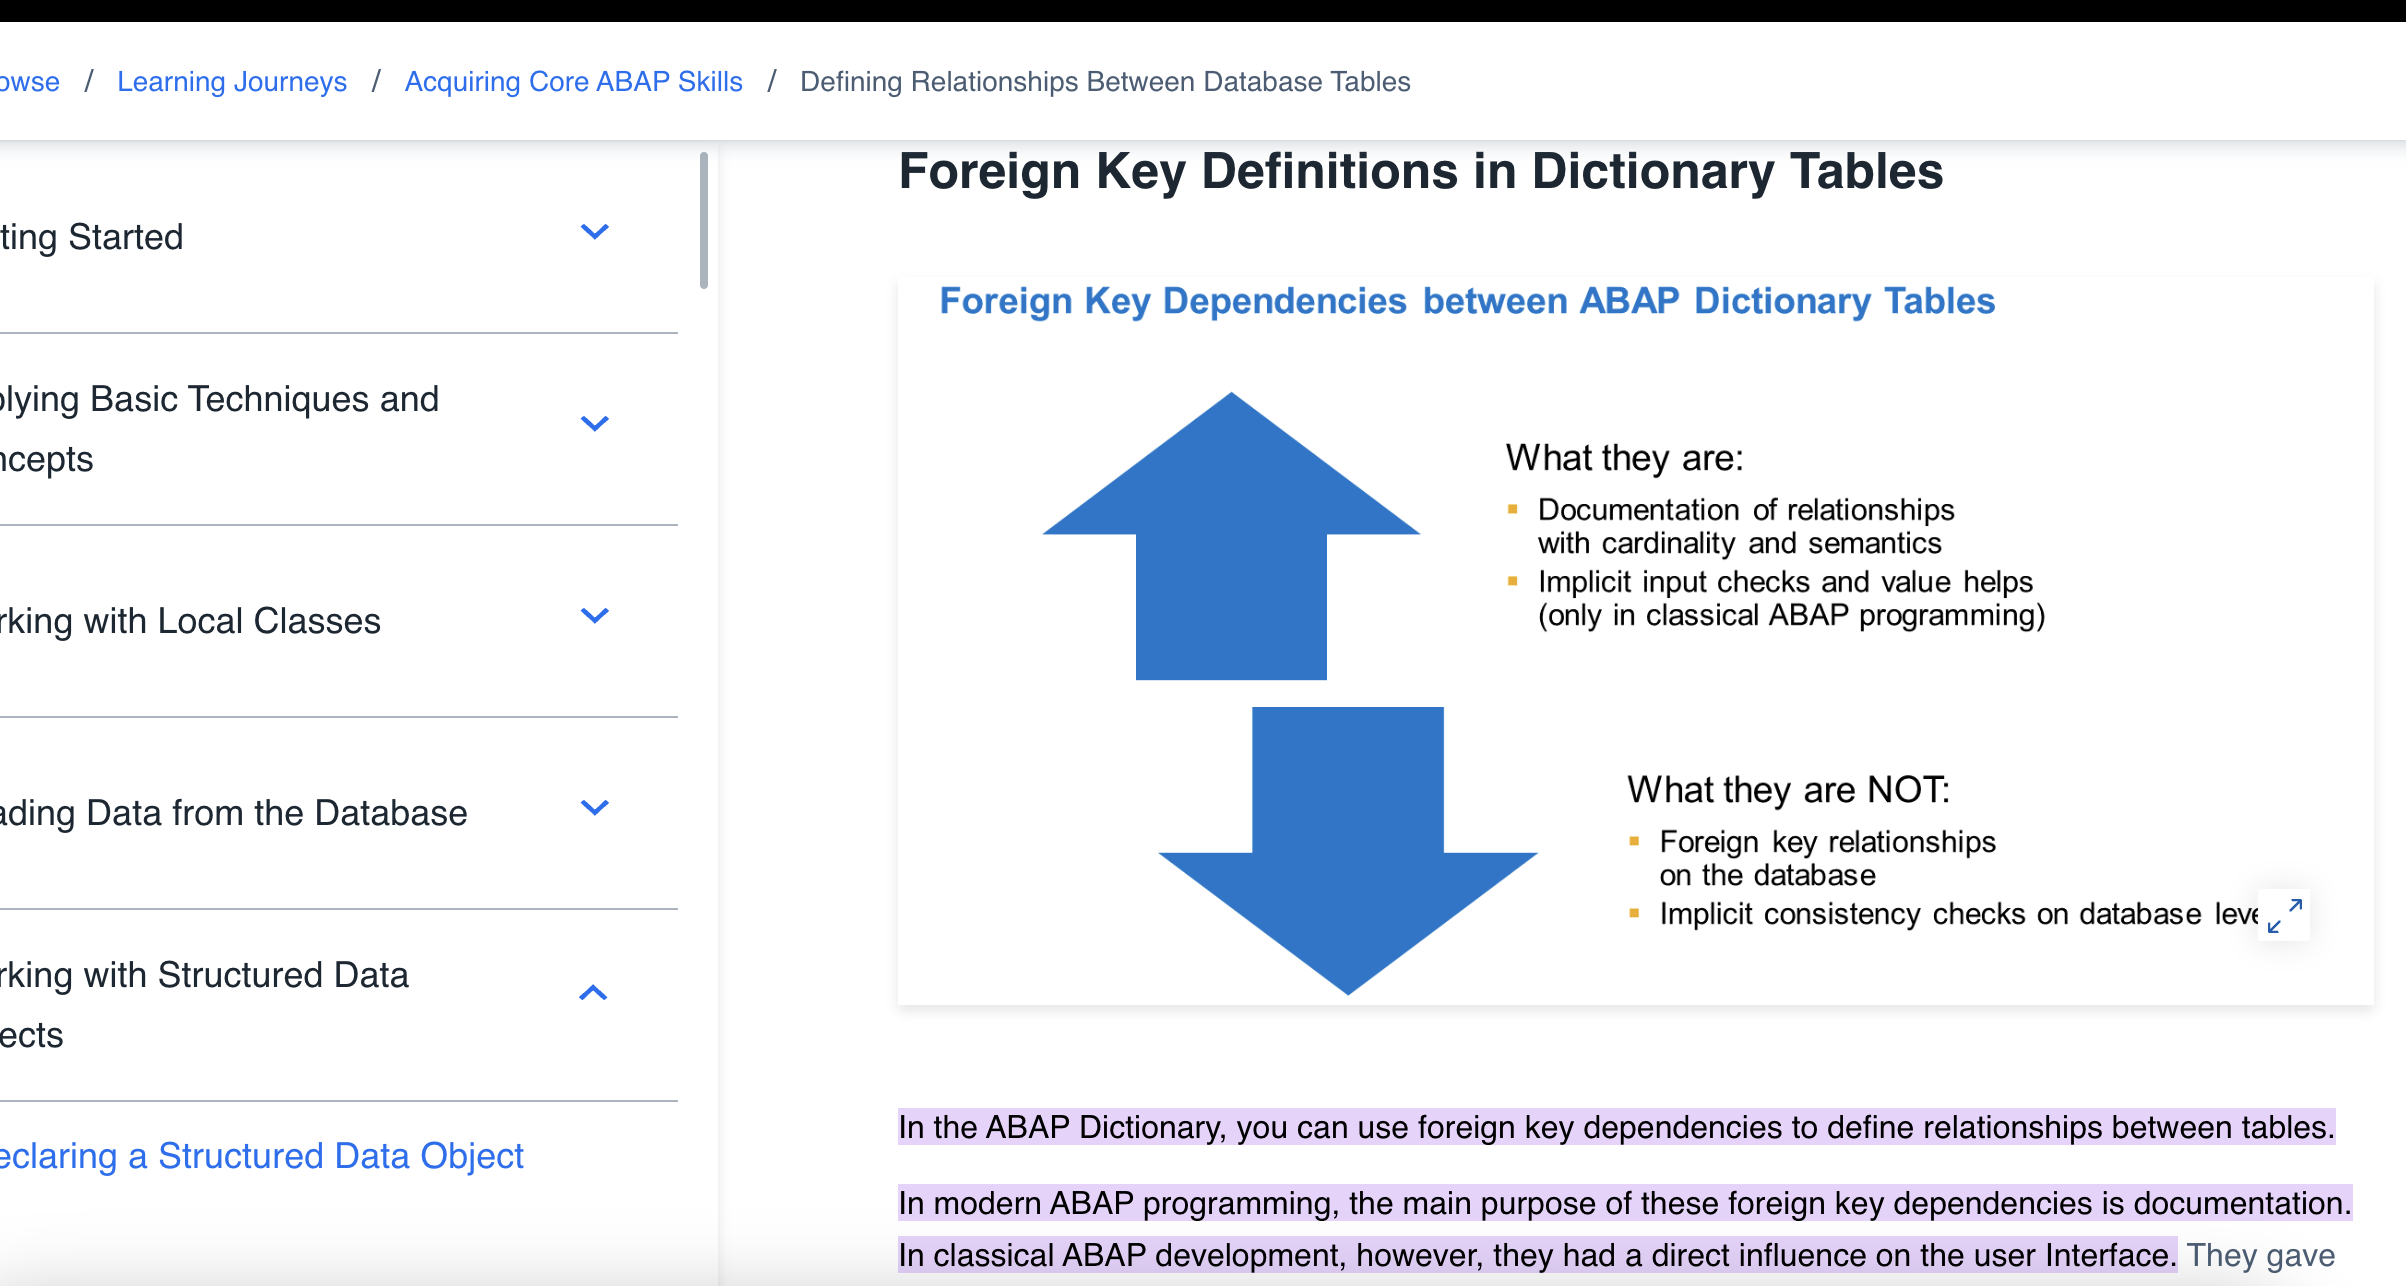 owse / Learning Journeys / Acquiring Core ABAP Skills / Defining Relationships Between Database Tables
ting Started
plying Basic Techniques and
ncepts
rking with Local Classes
ading Data from the Database
rking with Structured Data
ects
eclaring a Structured Data Object
Foreign Key Definitions in Dictionary Tables
Foreign Key Dependencies between ABAP Dictionary Tables
What they are:
Documentation of relationships
with cardinality and semantics
Implicit input checks and value helps
(only in classical ABAP programming)
What they are NOT:
Foreign key relationships
on the database
Implicit consistency checks on database leve
In the ABAP Dictionary, you can use foreign key dependencies to define relationships between tables.
In modern ABAP programming, the main purpose of these foreign key dependencies is documentation.
In classical ABAP development, however, they had a direct influence on the user Interface. They gave